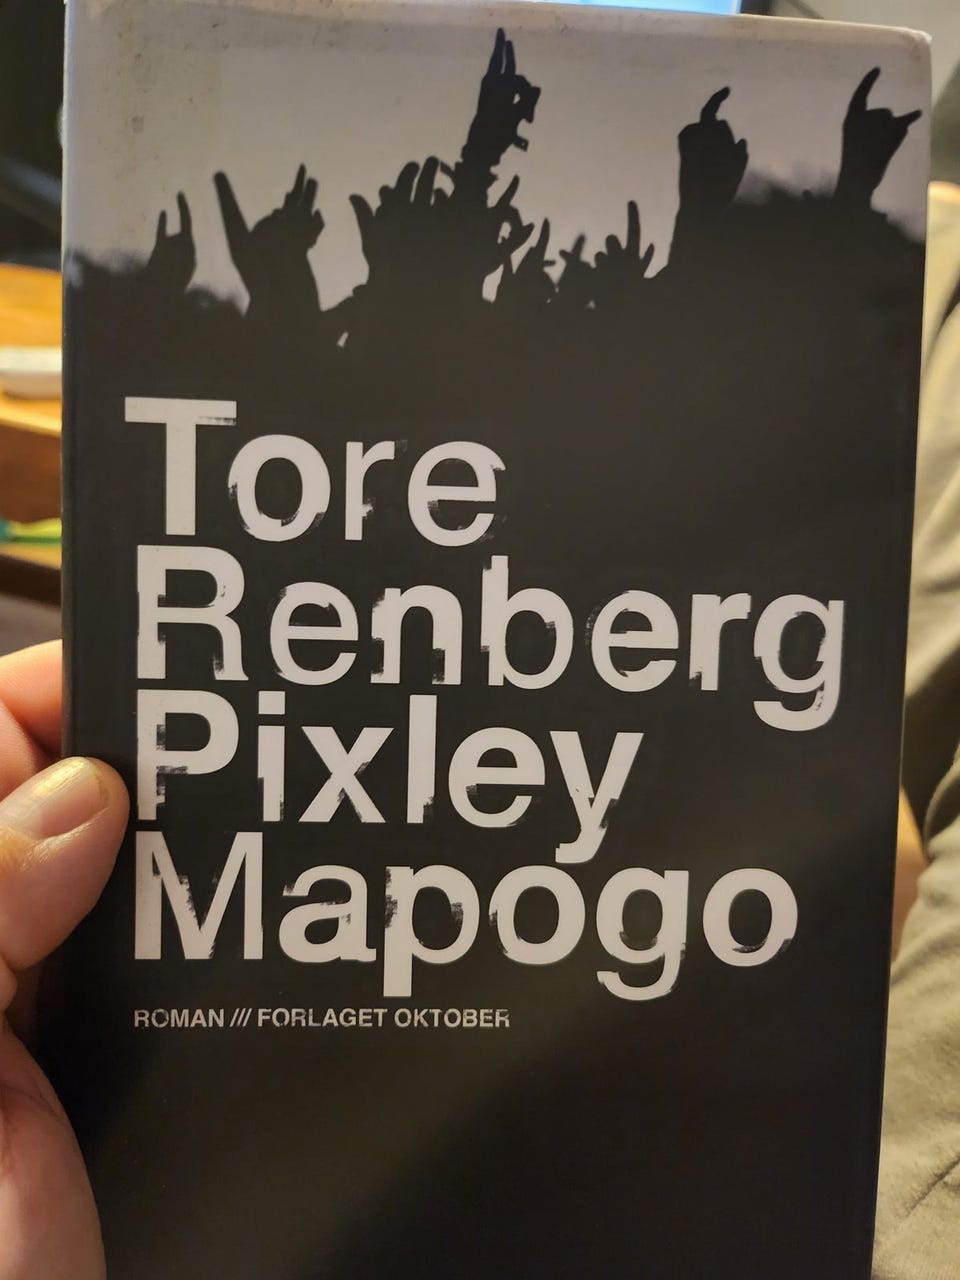 Tore
Renberg
Pixley
Mapogo
ROMAN /// FORLAGET OKTOBER